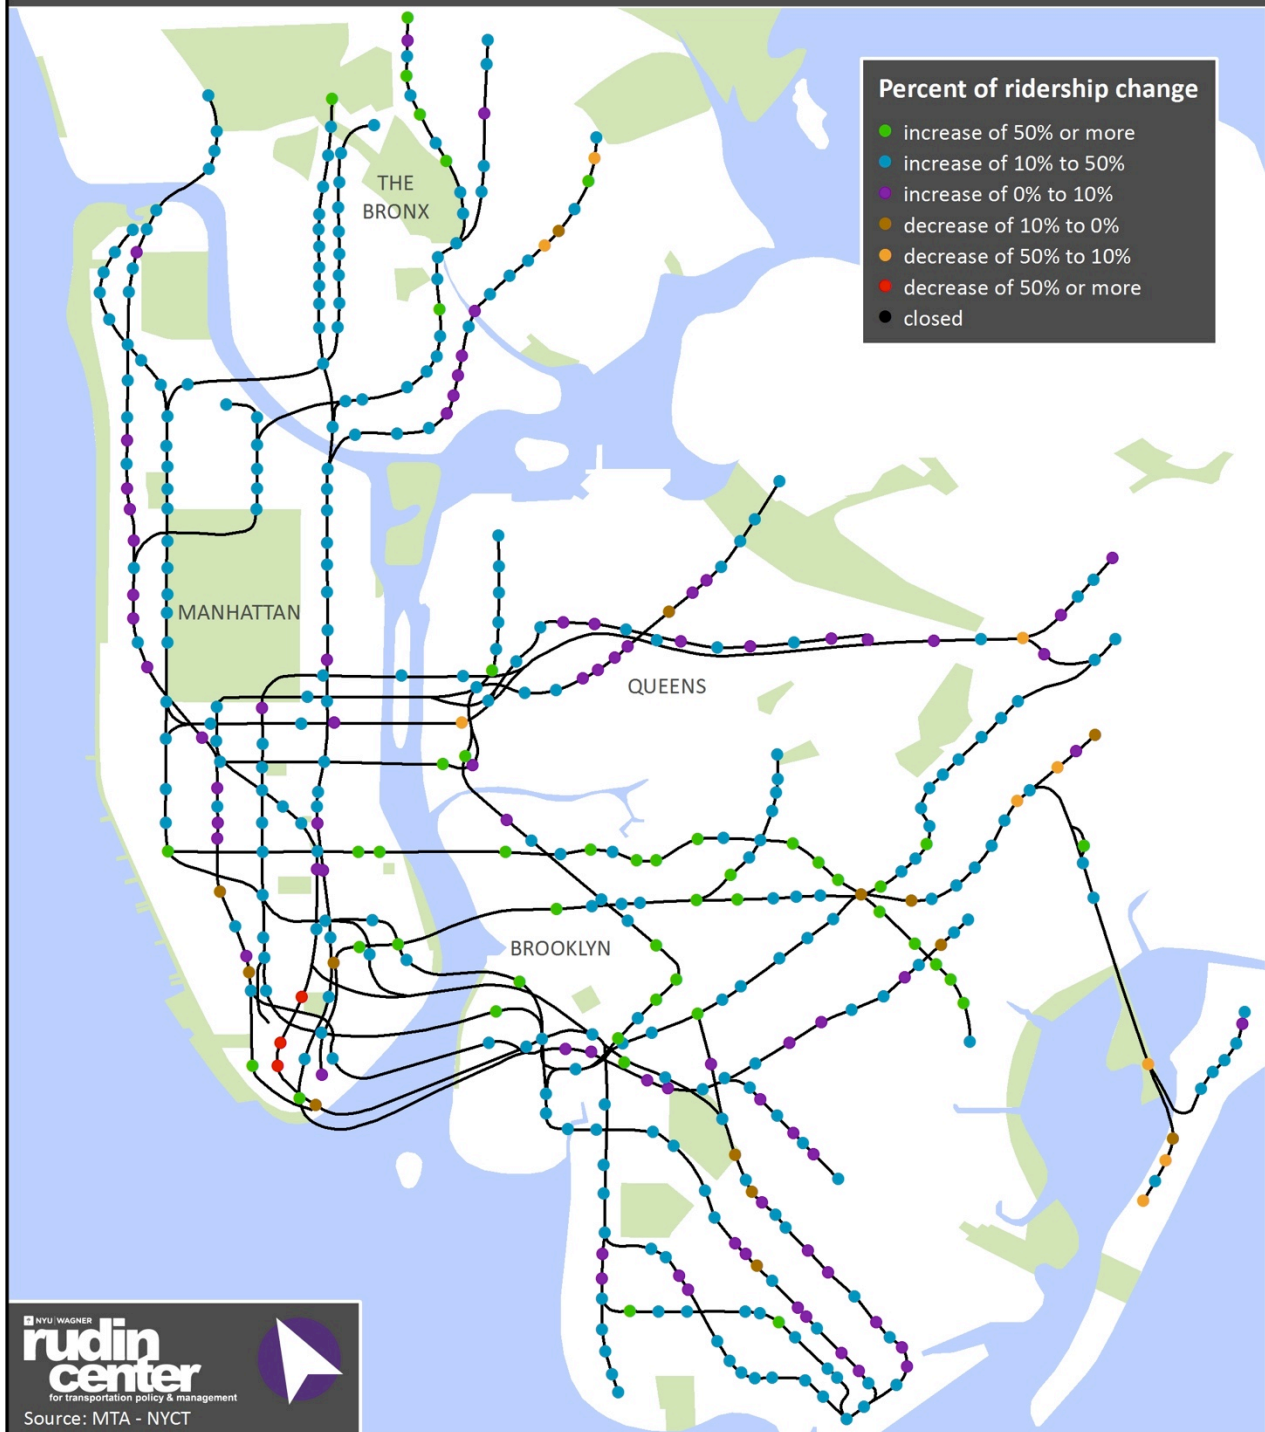 Percent of ridership change
increase of 50% or more
increase of 10% to 50%
increase of 0% to 10%
decrease of 10% to 0%
decrease of 50% to 10%
decrease of 50% or more
closed
THE
BRONX
MANHATTAN
QUEENS
BROOKLYN
NYU WAGNER
rudin
center
for transportation policy & management
Source: MTA - NYCT